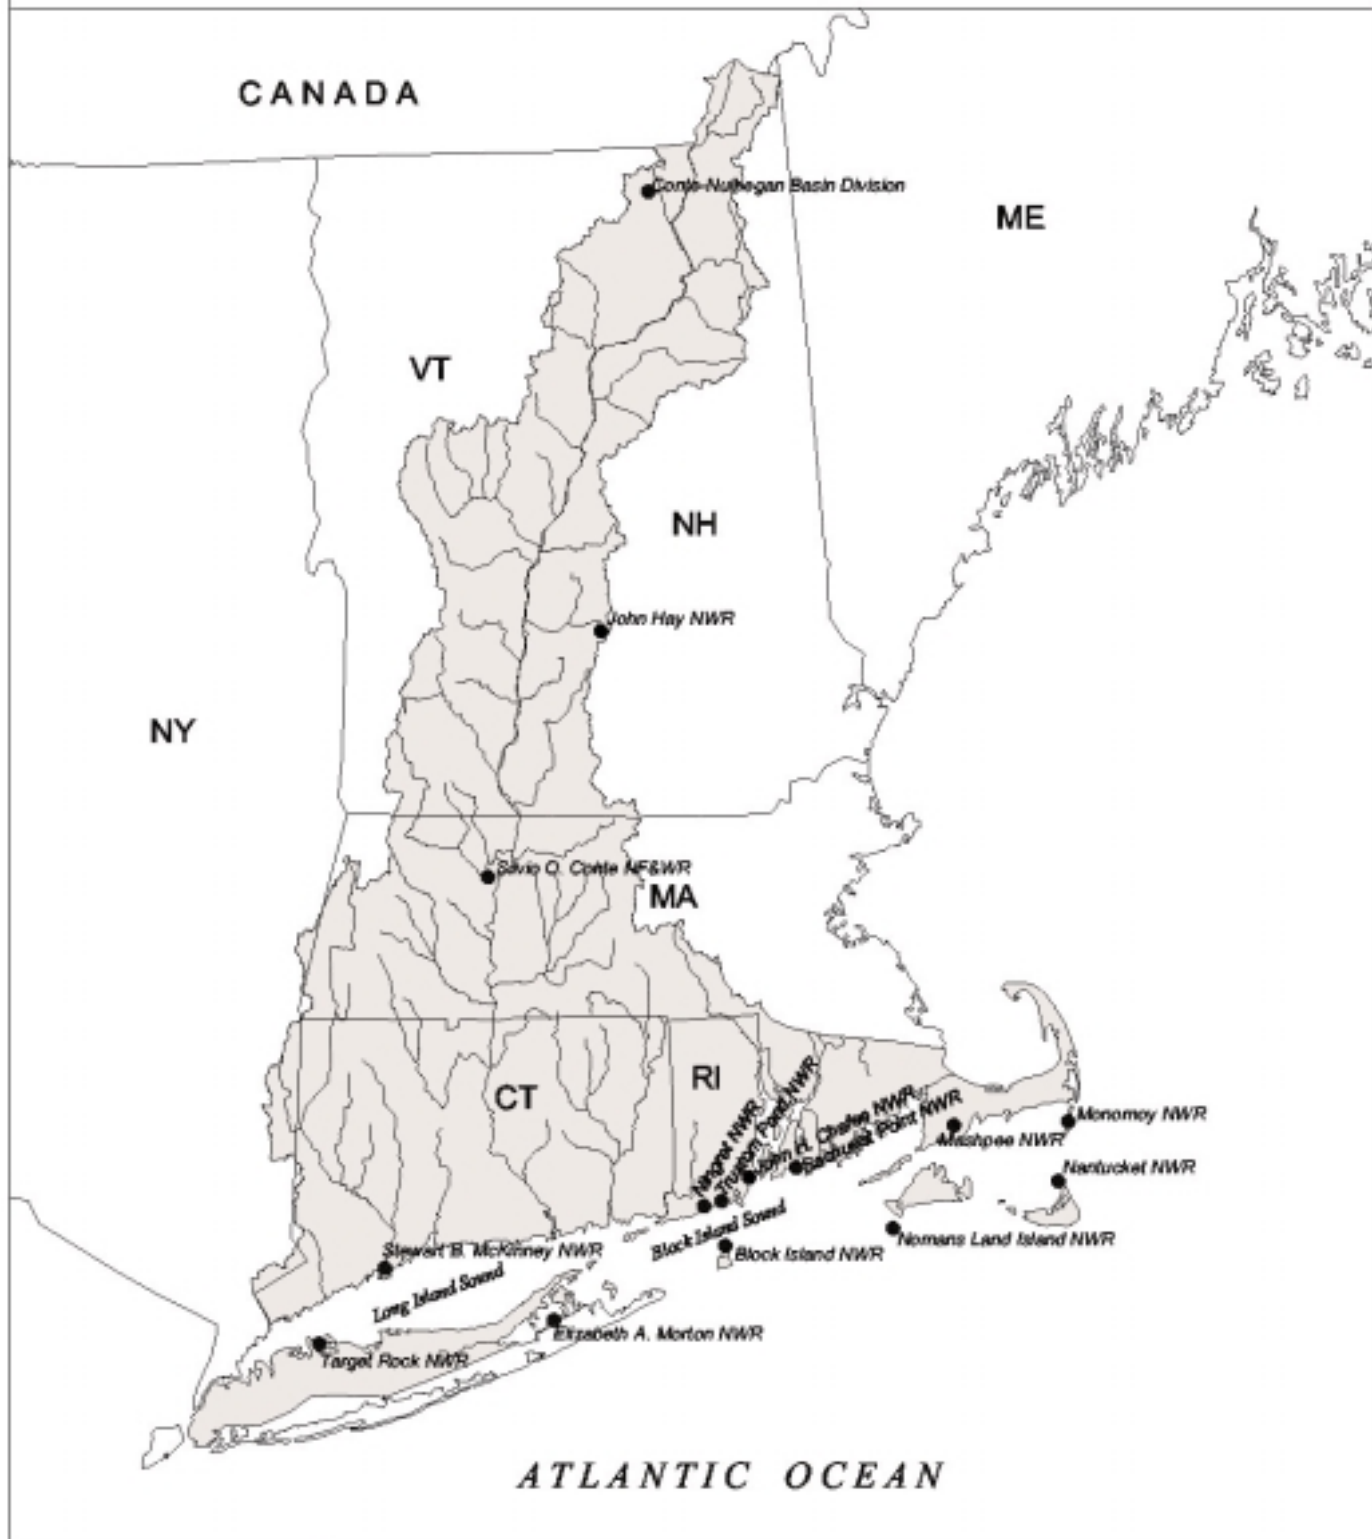 CANADA
Conte-Nulhegan Basin Division
ME
VT
NH
John Hay NWR
NY
Silvio O. Conte NF&WR
MA
RI
CT
Ninigret NWR
Trustom Pond NWR
John H. Chafee NWR
Sachuest Point NWR
Monomoy NWR
Mashpee NWR
Nantucket NWR
Block Island Sound
Nomans Land Island NWR
Stewart B. McKinney NWR
Block Island NWR
Long Island Sound
Elizabeth A. Morton NWR
Target Rock NWR
ATLANTIC OCEAN